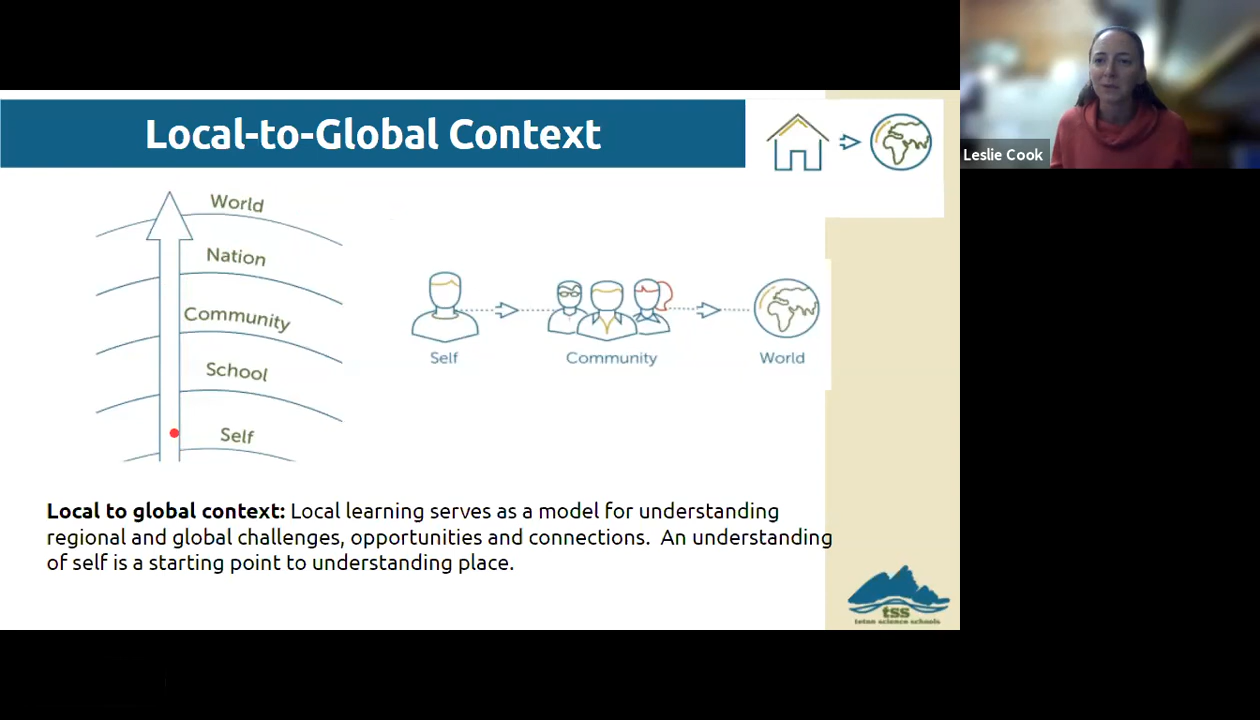 Local-to-Global Context
Leslie Cook
World
Nation
Community
School
Self
Self
Community
World
Local to global context: Local learning serves as a model for understanding
regional and global challenges, opportunities and connections.  An understanding
of self is a starting point to understanding place.
tss
teton science schools